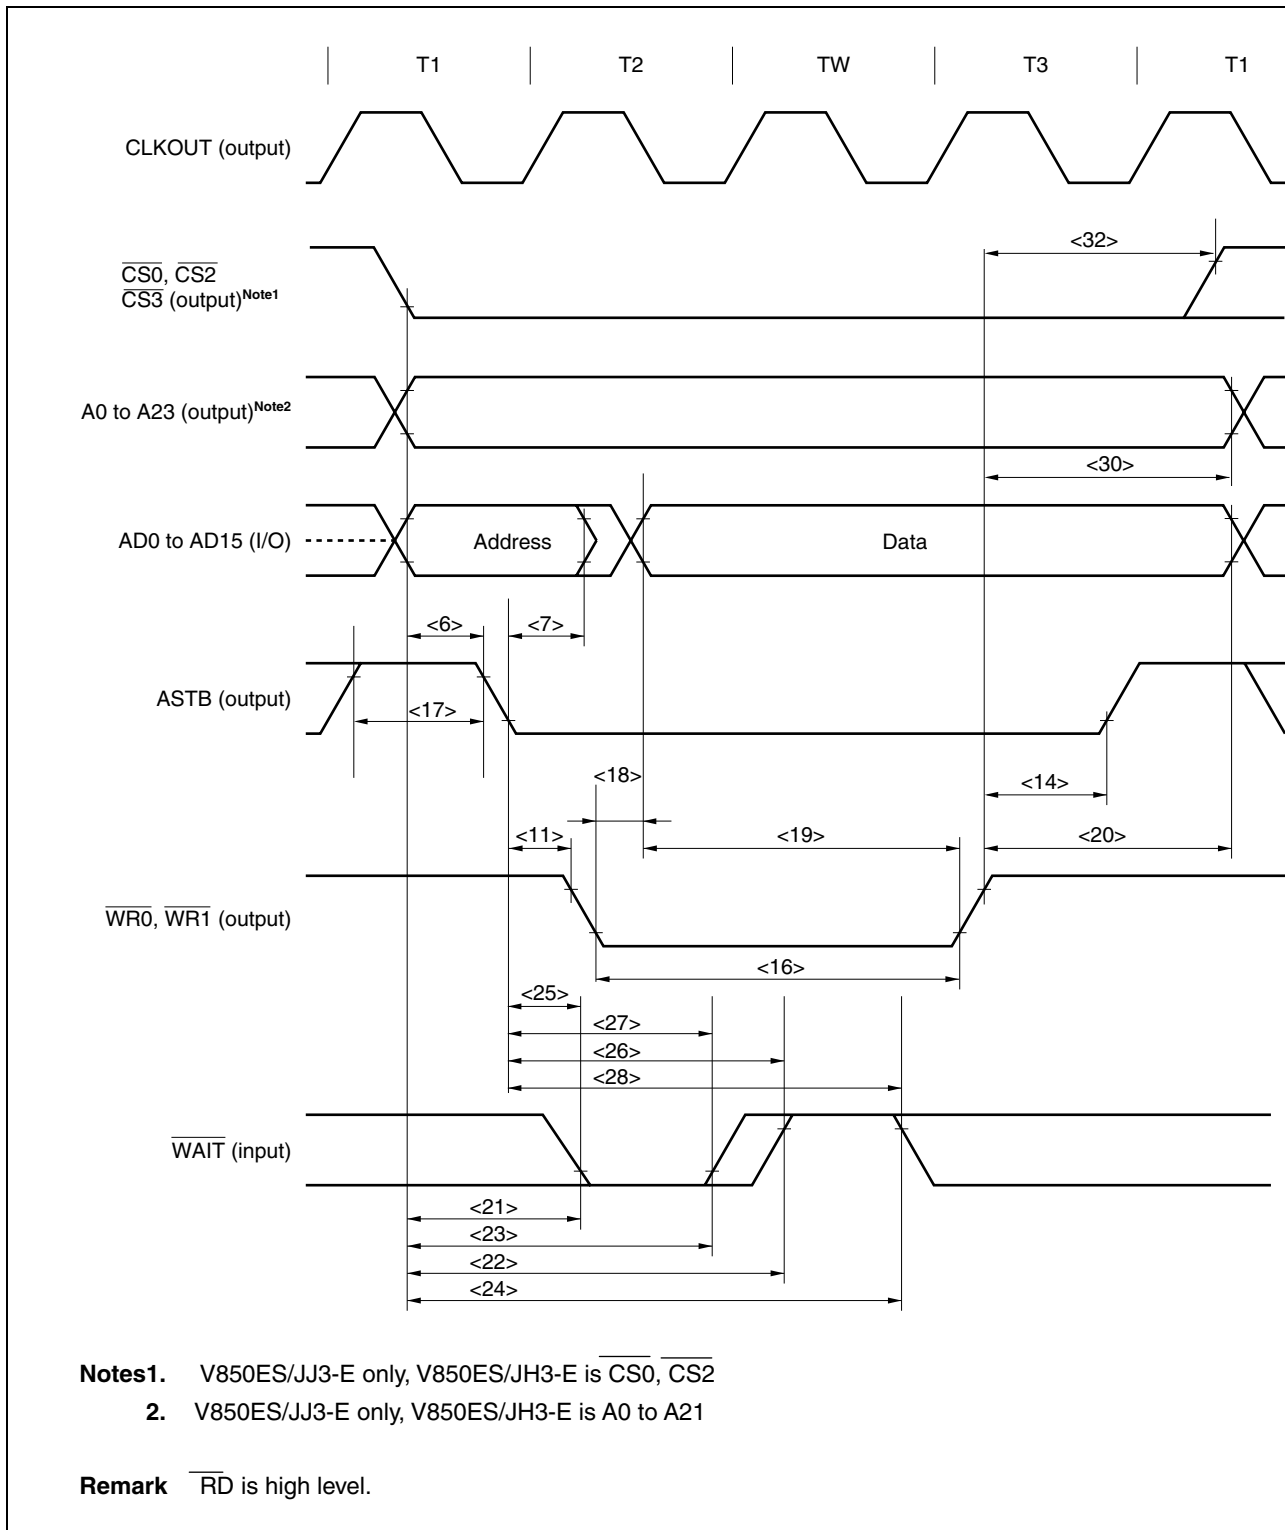 T1 T2 TW T3 T1
CLKOUT (output)
<32>
CS0, CS2
CS3 (output)Note1
A0 to A23 (output)Note2
<30>
AD0 to AD15 (I/O)
Address
Data
<6>
<7>
ASTB (output)
<17>
<18>
<14>
<11>
<19>
<20>
WR0, WR1 (output)
<16>
<25>
<27>
<26>
<28>
WAIT (input)
<21>
<23>
<22>
<24>
Notes1. V850ES/JJ3-E only, V850ES/JH3-E is CS0, CS2
2. V850ES/JJ3-E only, V850ES/JH3-E is A0 to A21
Remark RD is high level.